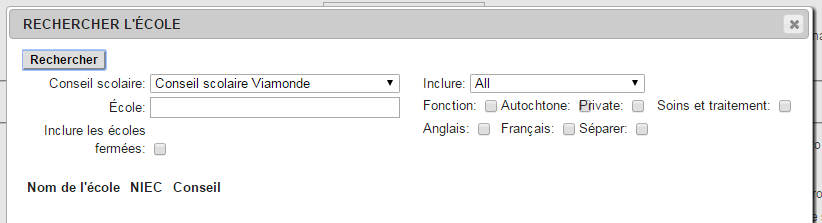 RECHERCHER L'ÉCOLE
Rechercher
Conseil scolaire: Conseil scolaire Viamonde Inclure: All
École: Fonction: Autochtone: Private: Soins et traitement:
Inclure les écoles fermées: Anglais: Français: Séparer:
Nom de l'école NIEC Conseil